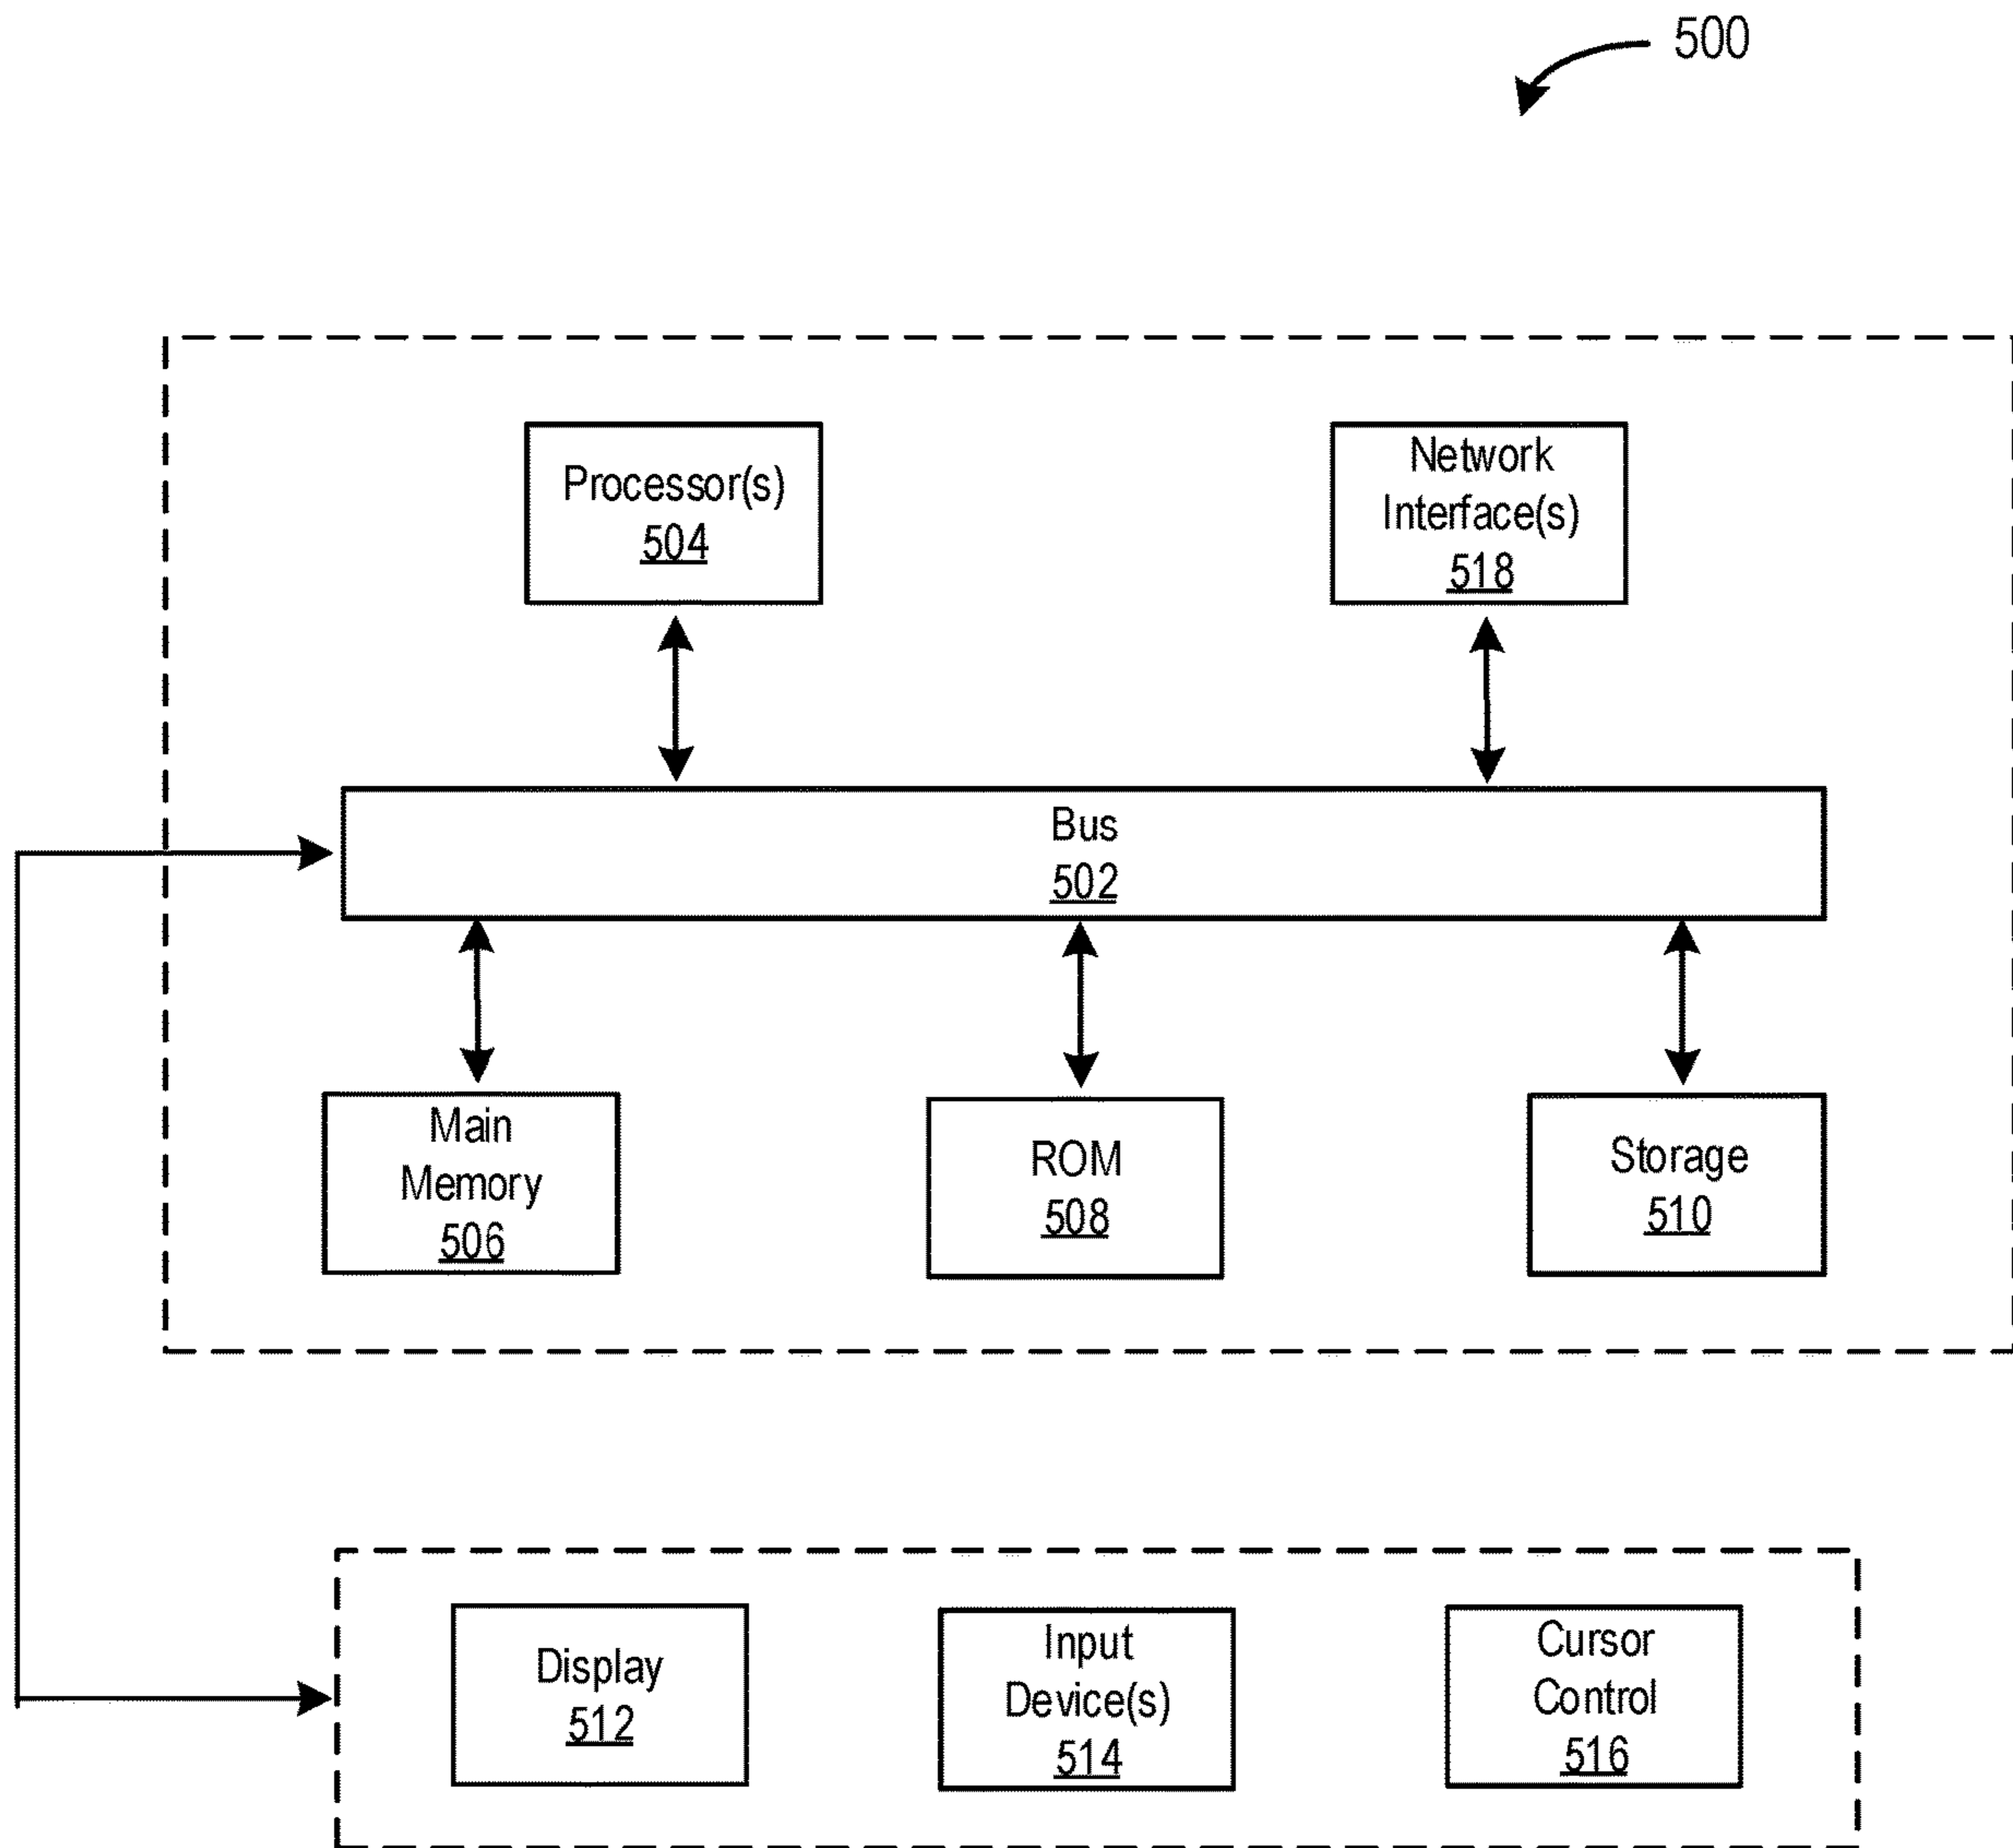 500
Processor(s)
504
Network
Interface(s)
518
Bus
502
Main
Memory
506
ROM
508
Storage
510
Display
512
Input
Device(s)
514
Cursor
Control
516